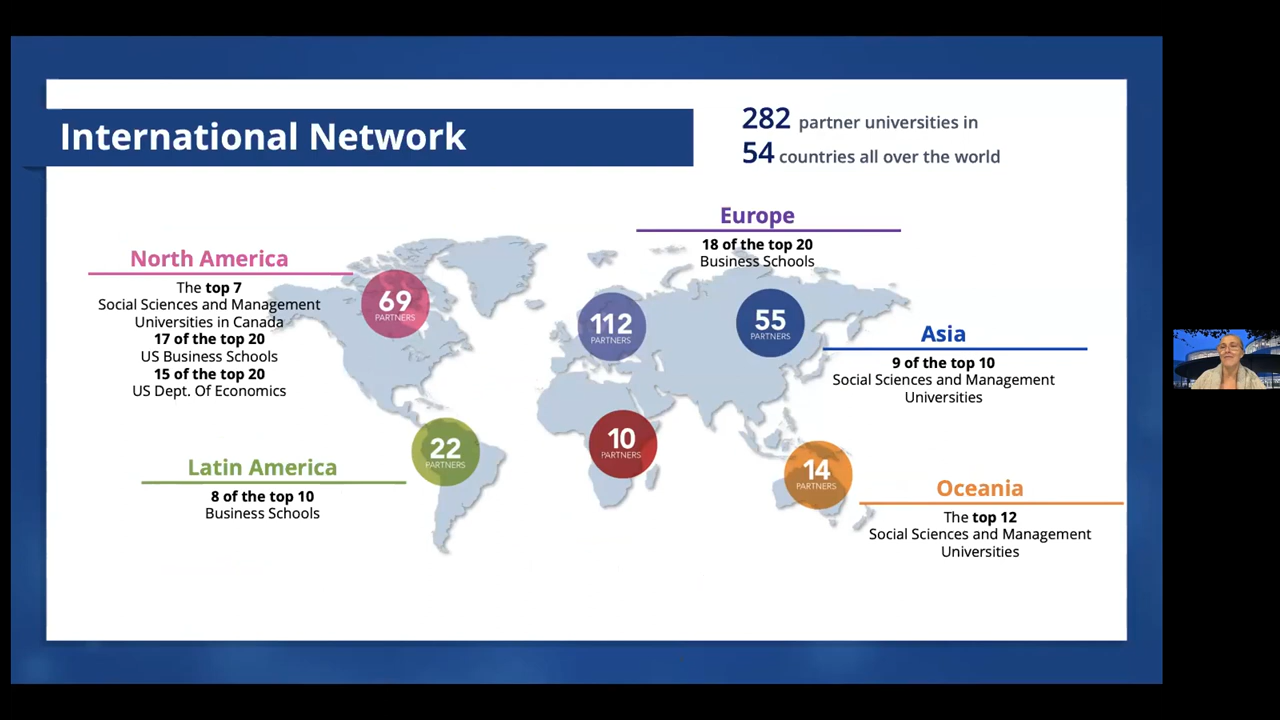 International Network
282 partner universities in
54 countries all over the world
Europe
18 of the top 20
Business Schools
North America
The top 7
Social Sciences and Management
Universities in Canada
17 of the top 20
US Business Schools
15 of the top 20
US Dept. Of Economics
69
PARTNERS
112
PARTNERS
55
PARTNERS
Asia
9 of the top 10
Social Sciences and Management
Universities
22
PARTNERS
10
PARTNERS
14
PARTNERS
Latin America
8 of the top 10
Business Schools
Oceania
The top 12
Social Sciences and Management
Universities